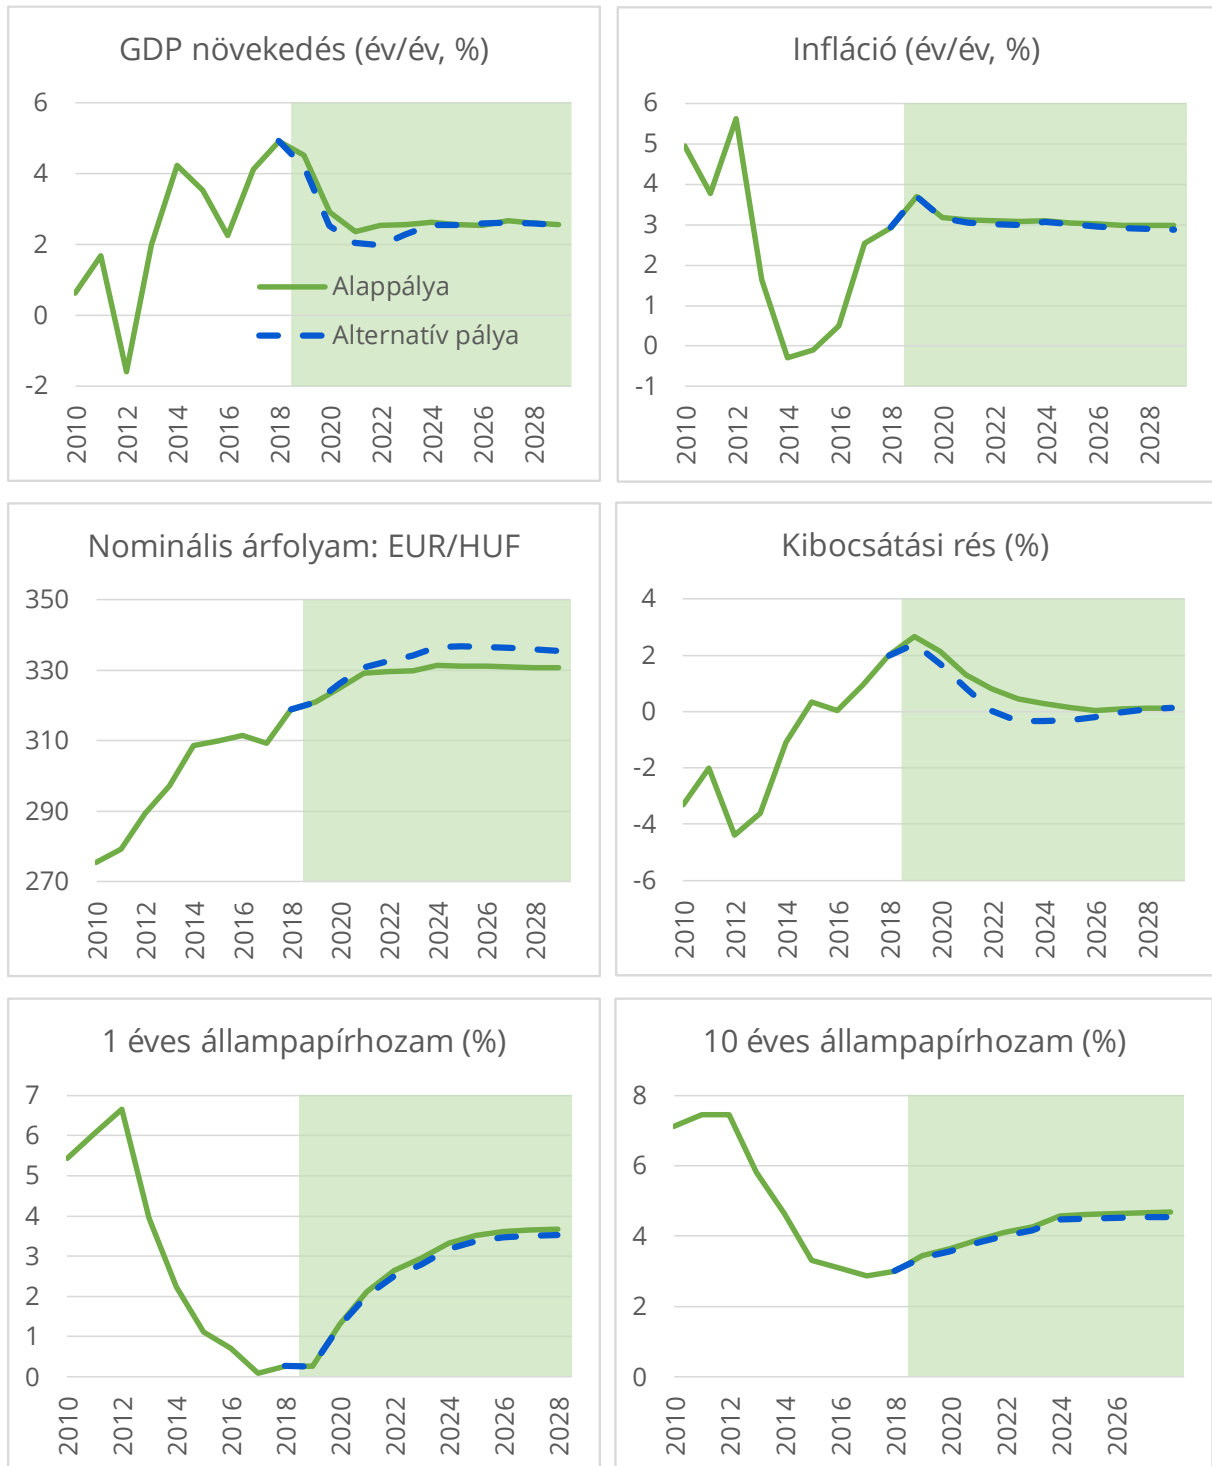 GDP növekedés (év/év, %)
6
4
2
0
-2
Alappálya
Alternatív pálya
2010 2012 2014 2016 2018 2020 2022 2024 2026 2028
Infláció (év/év, %)
6
5
4
3
2
1
0
-1
2010 2012 2014 2016 2018 2020 2022 2024 2026 2028
Nominális árfolyam: EUR/HUF
350
330
310
290
270
2010 2012 2014 2016 2018 2020 2022 2024 2026 2028
Kibocsátási rés (%)
4
2
0
-2
-4
-6
2010 2012 2014 2016 2018 2020 2022 2024 2026 2028
1 éves állampapírhozam (%)
7
6
5
4
3
2
1
0
2010 2012 2014 2016 2018 2020 2022 2024 2026 2028
10 éves állampapírhozam (%)
8
6
4
2
0
2010 2012 2014 2016 2018 2020 2022 2024 2026